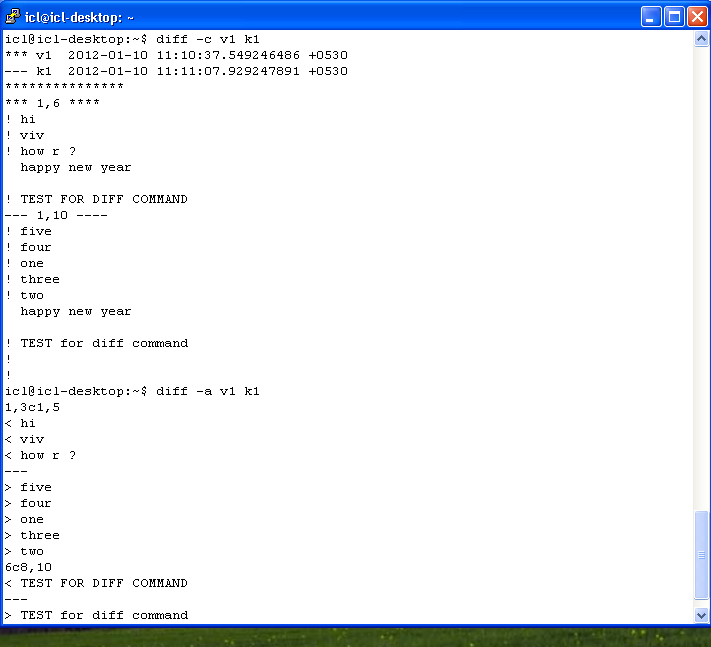 icl@icl-desktop: ~
icl@icl-desktop:~$ diff -c v1 k1
*** v1  2012-01-10 11:10:37.549246486 +0530
--- k1  2012-01-10 11:11:07.929247891 +0530
***************
*** 1,6 ****
! hi
! viv
! how r ?
  happy new year

! TEST FOR DIFF COMMAND
--- 1,10 ----
! five
! four
! one
! three
! two
  happy new year

! TEST for diff command
!
!
icl@icl-desktop:~$ diff -a v1 k1
1,3c1,5
< hi
< viv
< how r ?
---
> five
> four
> one
> three
> two
6c8,10
< TEST FOR DIFF COMMAND
---
> TEST for diff command